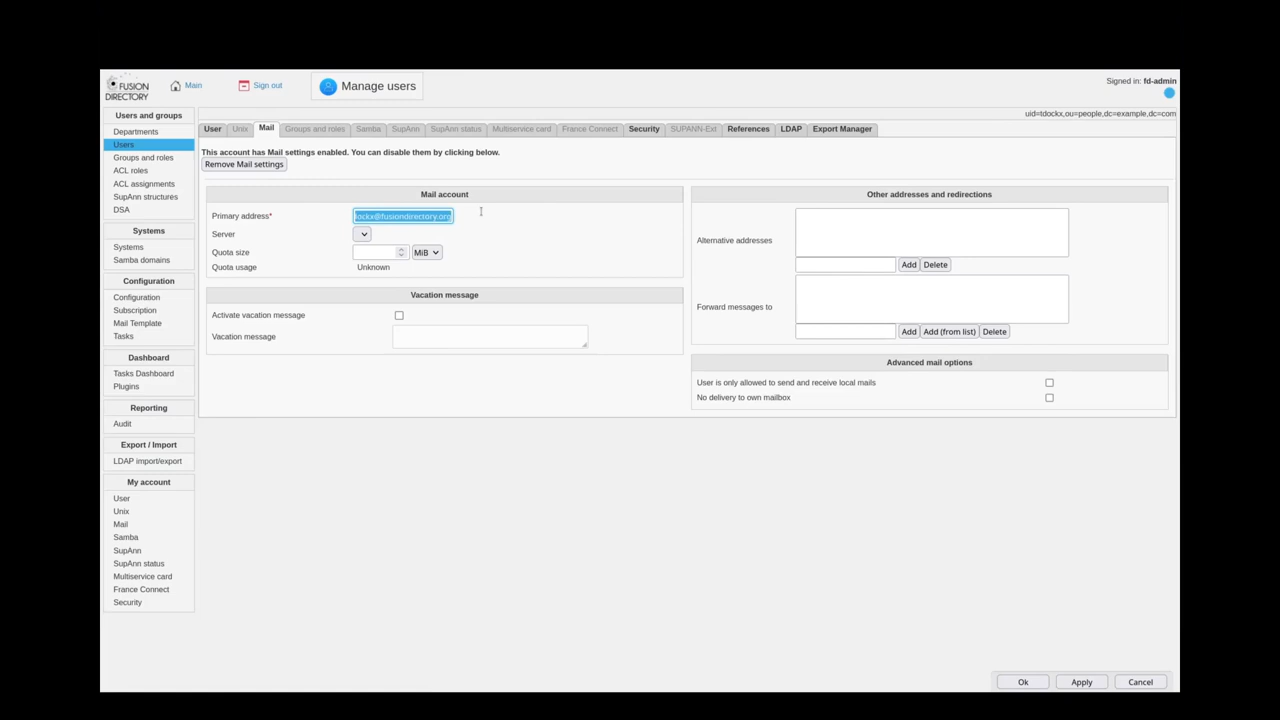 FUSION
DIRECTORY
Main
Sign out
Manage users
Signed in: fd-admin
uid=tdockx,ou=people,dc=example,dc=com
Users and groups
Departments
Users
Groups and roles
ACL roles
ACL assignments
SupAnn structures
DSA
Systems
Systems
Samba domains
Configuration
Configuration
Subscription
Mail Template
Tasks
Dashboard
Tasks Dashboard
Plugins
Reporting
Audit
Export / Import
LDAP import/export
My account
User
Unix
Mail
Samba
SupAnn
SupAnn status
Multiservice card
France Connect
Security
User Unix Mail Groups and roles Samba SupAnn SupAnn status Multiservice card France Connect Security SUPANN-Ext References LDAP Export Manager
This account has Mail settings enabled. You can disable them by clicking below.
Remove Mail settings
Mail account
Primary address* ockx@fusiondirectory.org
Server
Quota size MiB
Quota usage Unknown
Vacation message
Activate vacation message
Vacation message
Other addresses and redirections
Alternative addresses
Add Delete
Forward messages to
Add Add (from list) Delete
Advanced mail options
User is only allowed to send and receive local mails
No delivery to own mailbox
Ok Apply Cancel